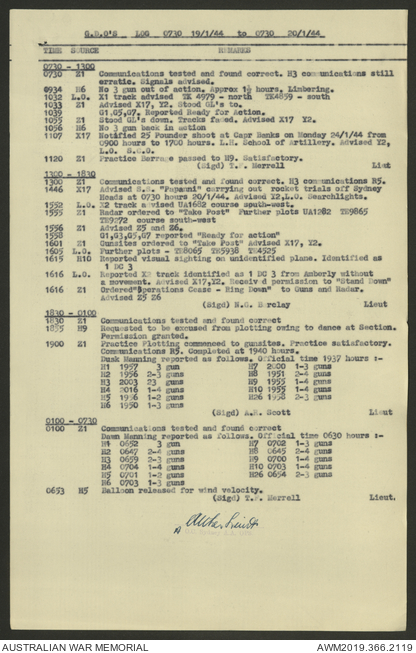 G.S.O'S LOG 0730 19/1/44 to 0730 20/1/44
TIME SOURCE REMARKS
0730 - 1300
0730 Z1 Communications tested and found correct. H3 communications still
erratic. Signals advised.
0934 H6 No 3 gun out of action. Approx 1½ hours. Limbering.
1032 L.O. X1 track advised TK 4979 - north TK4859 - south
1033 Z1 Advised X17, Y2. Stood GL's to.
1039 G1,G5,G7. Reported Ready for Action.
1055 Z1 Stood GL's down. Tracks faded. Advised X17 Y2.
1056 H6 No 3 gun back in action
1107 X17 Notified 25 Pounder shoot at Cape Banks on Monday 24/1/44 from
0900 hours to 1700 hours. L.H. School of Artillery. Advised Y2,
L.O. S.C.O.
1120 Z1 Practice Barrage passed to H9. Satisfactory.
(Sigd) T.F. Merrell Lieut
1300 - 1830
1300 Z1 Communications tested and found correct. H3 communications R5.
1446 X17 Advised S.S. "Papanui" carrying out rocket trials off Sydney
Heads at 0730 hours 20/1/44. Advised Y2, L.O. Searchlights.
1552 L.O. X2 track advised UA1682 course south-west.
1555 Z1 Radar ordered to "Take Post" Further plots UA1282 TE9865
TE9272 course south-west
1556 Z1 Advised Z5 and Z6.
1558 G1,G3,G5,G7 reported "Ready for action"
1601 Z1 Gunsites ordered to "Take Post" Advised X17, Y2.
1605 L.O. Further plots - TE8065 TE5938 TE4525
1615 H10 Reported visual sighting on unidentified plane. Identified as
1 DC 3
1616 L.O. Reported X2 track identified as 1 DC 3 from Amberly without
a movement. Advised X17, Y2. Received permission to "Stand Down"
1616 Z1 Ordered "Operations Cease - Ring Down" to Guns and Radar.
Advised Z5 Z6
(Sigd) N.G. Barclay Lieut
1830 - 0100
1830 Z1 Communications tested and found correct
1855 H9 Requested to be excused from plotting owing to dance at Section.
Permission granted.
1900 Z1 Practice Plotting commenced to gunsites. Practice satisfactory.
Communications R5. Completed at 1940 hours.
Dusk Manning reported as follows. Official time 1937 hours :-
H1 1957 3 gun H7 2000 1-3 guns
H2 1956 2-3 guns H8 1951 2-4 guns
H3 2003 23 guns H9 1955 1-4 guns
H4 2016 1-4 guns H10 1955 1-4 guns
H5 1956 1-2 guns H26 1958 2-3 guns
H6 1950 1-3 guns
(Sigd) A.H. Scott Lieut
0100 - 0730
0100 Z1 Communications tested and found correct
Dawn Manning reported as follows. Official time 0630 hours :-
H1 0652 3 guns H7 0702 1-3 guns
H2 0647 2-4 guns H8 0645 2-4 guns
H3 0659 2-3 guns H9 0700 1-4 guns
H4 0704 1-4 guns H10 0703 1-4 guns
H5 0701 1-2 guns H26 0654 2-3 guns
H6 0703 1-3 guns
0653 H5 Balloon released for wind velocity.
(Sigd) T.F. Merrell Lieut.
AUSTRALIAN WAR MEMORIAL AWM2019.366.2119